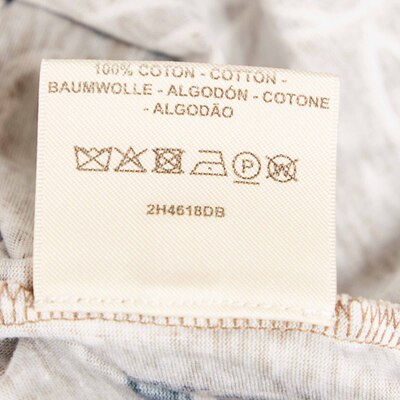 100% COTON - COTTON -
BAUMWOLLE - ALGODÓN - COTONE
- ALGODÃO
P W
2H4618DB